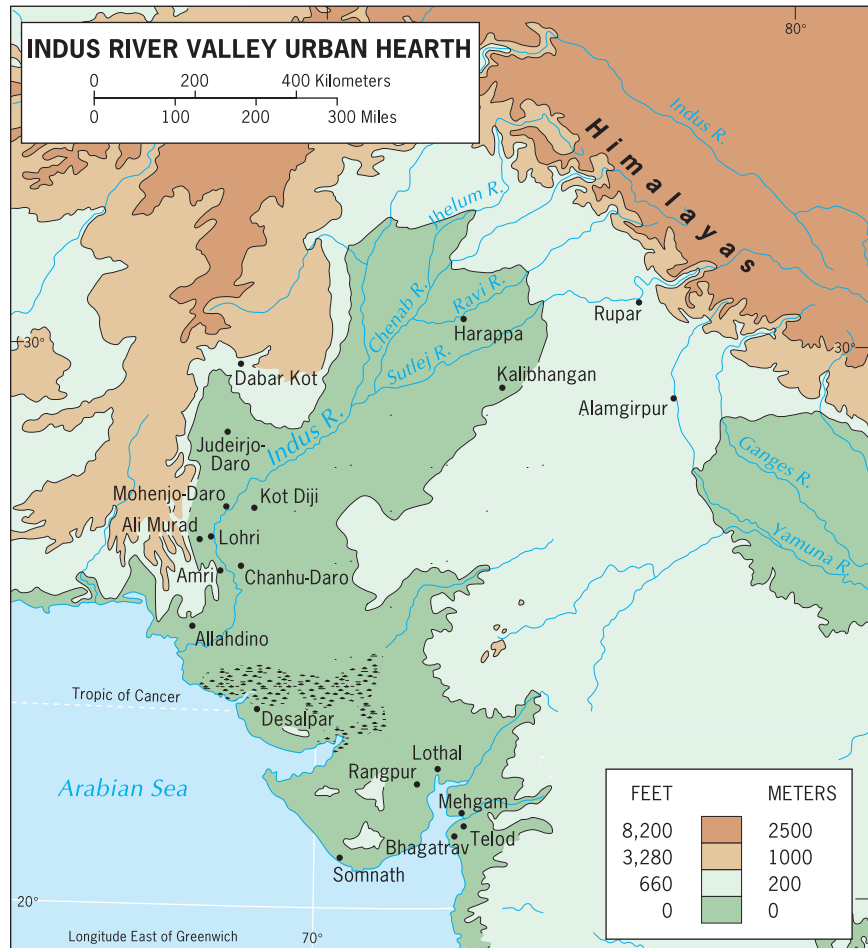 INDUS RIVER VALLEY URBAN HEARTH
0 200 400 Kilometers
0 100 200 300 Miles
80°
Indus R.
Himalayas
Jhelum R.
Chenab R.
Ravi R.
Harappa
Rupar
30°
30°
Dabar Kot
Sutlej R.
Kalibhangan
Alamgirpur
Indus R.
Judeirjo-
Daro
Ganges R.
Mohenjo-Daro
Kot Diji
Ali Murad
Lohri
Yamuna R.
Amri
Chanhu-Daro
Allahdino
Tropic of Cancer
Desalpar
Arabian Sea
Lothal
Rangpur
Mehgam
Telod
Bhagatrav
Somnath
FEET METERS
8,200 2500
3,280 1000
660 200
0 0
20°
Longitude East of Greenwich
70°